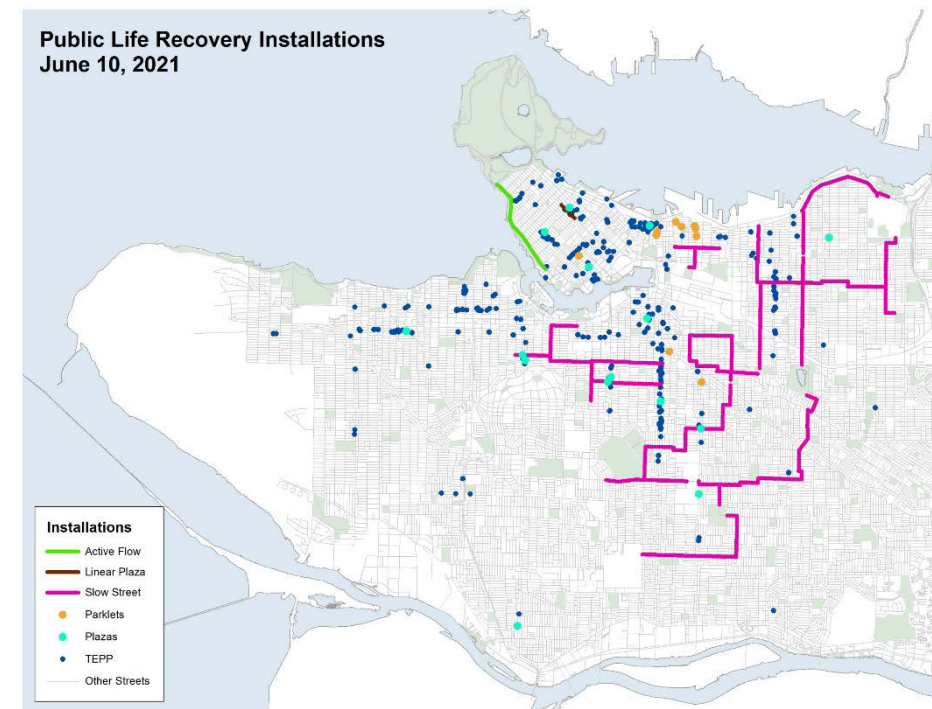 Public Life Recovery Installations
June 10, 2021
Installations
Active Flow
Linear Plaza
Slow Street
Parklets
Plazas
TEPP
Other Streets